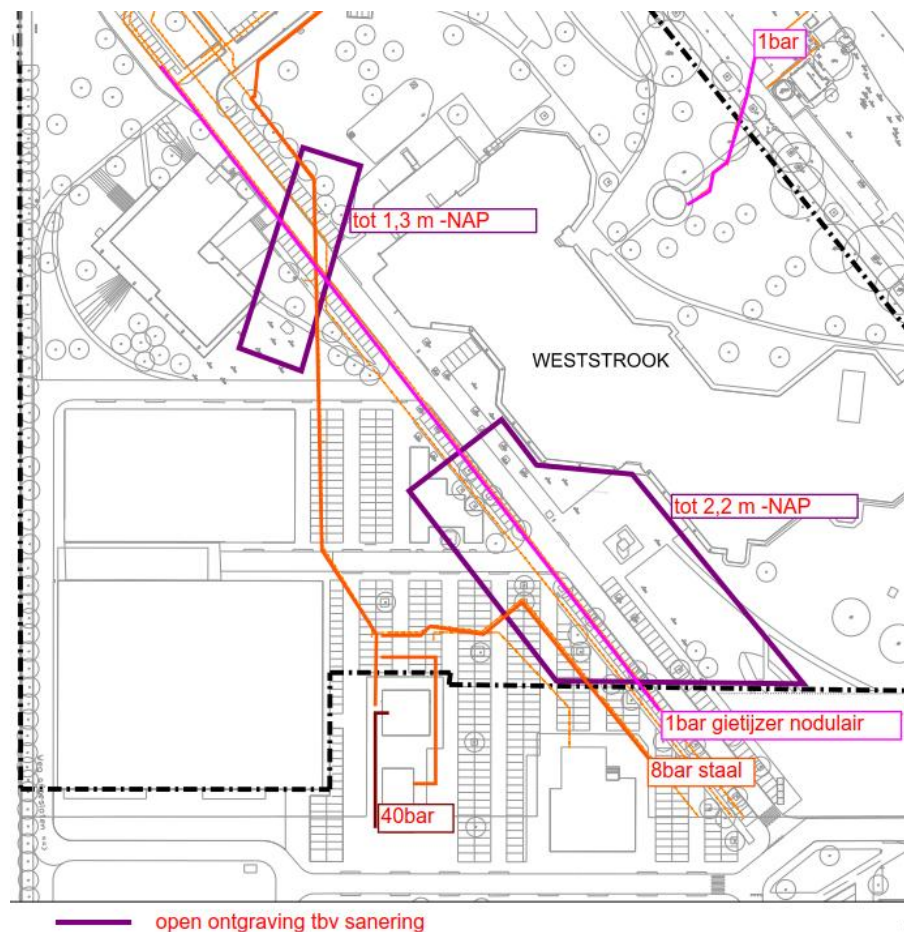 1bar
tot 1,3 m -NAP
WESTSTROOK
tot 2,2 m -NAP
1bar gietijzer nodulair
8bar staal
40bar
open ontgraving tbv sanering